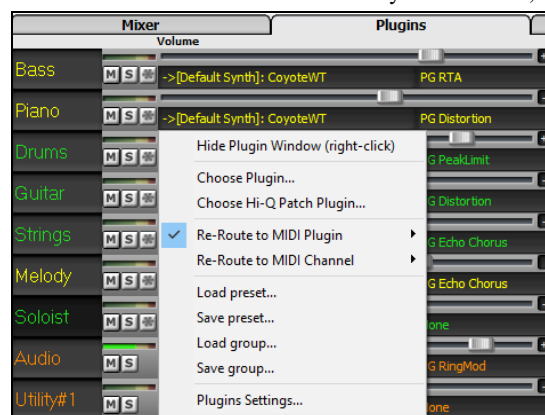 Mixer Plugins
Volume
Bass M S ->[Default Synth]: CoyoteWT PG RTA
Piano M S ->[Default Synth]: CoyoteWT PG Distortion
Hide Plugin Window (right-click)
Drums M S G PeakLimit
Choose Plugin...
Guitar M S Choose Hi-Q Patch Plugin... G Distortion
Strings M S Re-Route to MIDI Plugin G Echo Chorus
Re-Route to MIDI Channel
Melody M S G Echo Chorus
Load preset...
Soloist M S Save preset... one
Load group...
Audio M S G RingMod
Save group...
Utility#1 M S Plugins Settings... one